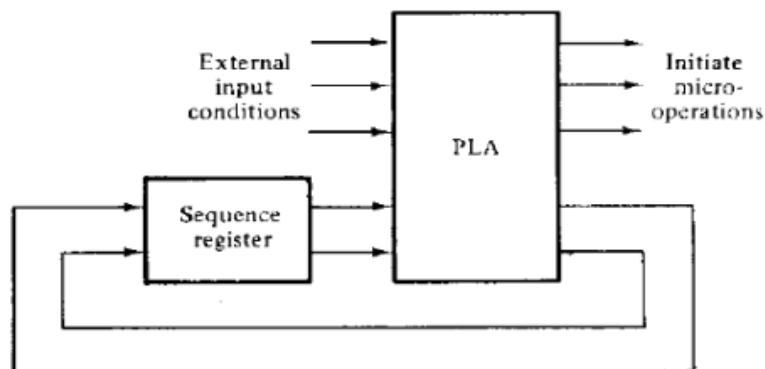 External
input
conditions
PLA
Initiate
micro-
operations
Sequence
register